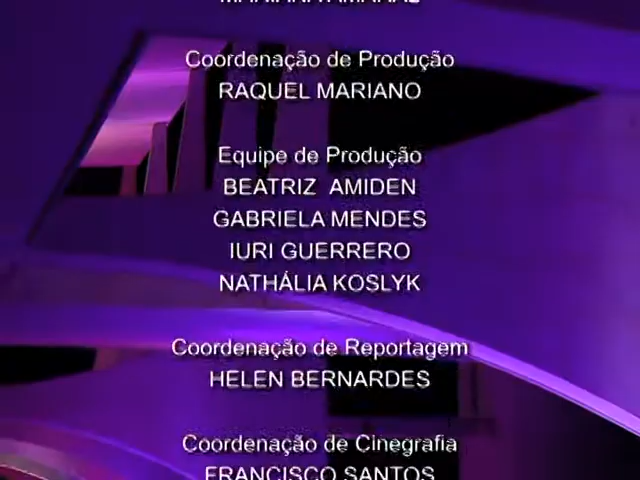 Coordenação de Produção
RAQUEL MARIANO
Equipe de Produção
BEATRIZ AMIDEN
GABRIELA MENDES
IURI GUERRERO
NATHÁLIA KOSLYK
Coordenação de Reportagem
HELEN BERNARDES
Coordenação de Cinegrafia
FRANCISCO SANTOS